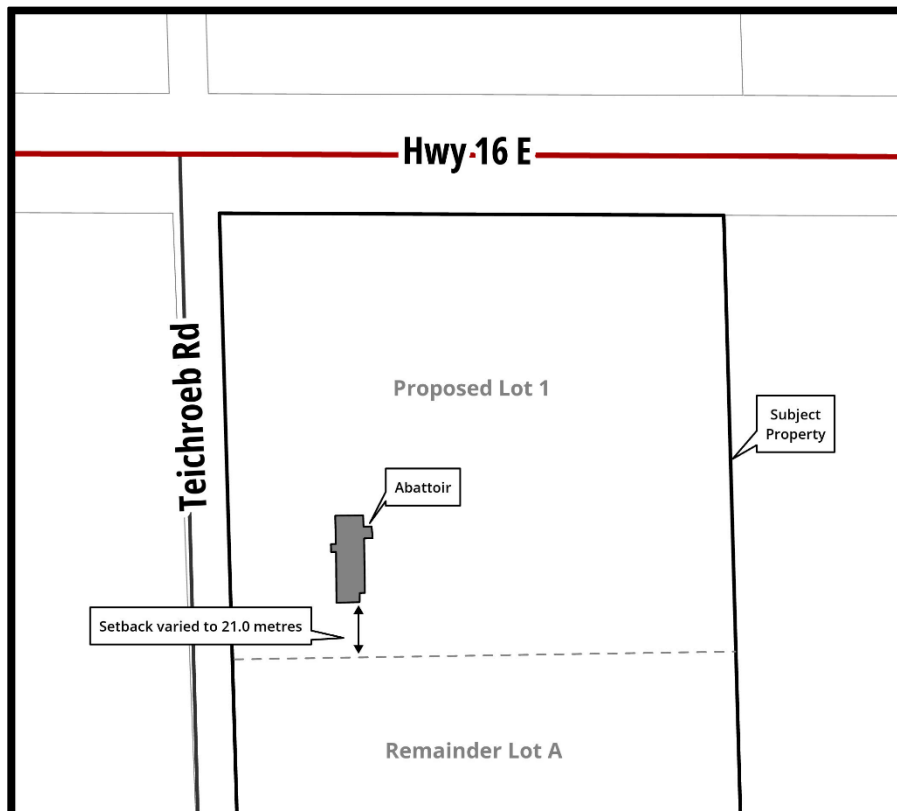 Hwy 16 E
Teichroeb Rd
Proposed Lot 1
Subject
Property
Abattoir
Setback varied to 21.0 metres
Remainder Lot A